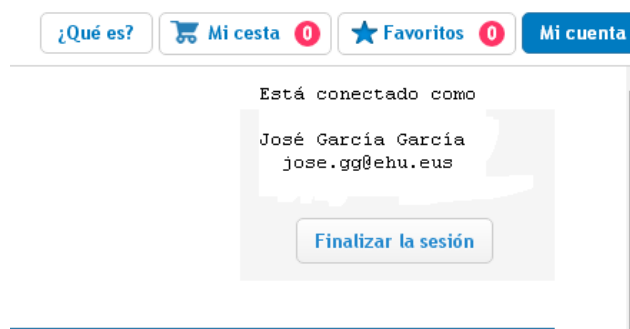 ¿Qué es? Mi cesta 0 Favoritos 0 Mi cuenta
Está conectado como
José García García
jose.gg@ehu.eus
Finalizar la sesión